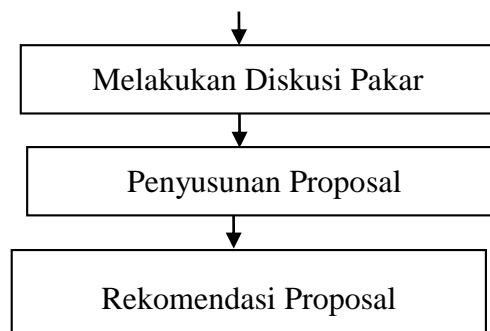 Melakukan Diskusi Pakar
Penyusunan Proposal
Rekomendasi Proposal